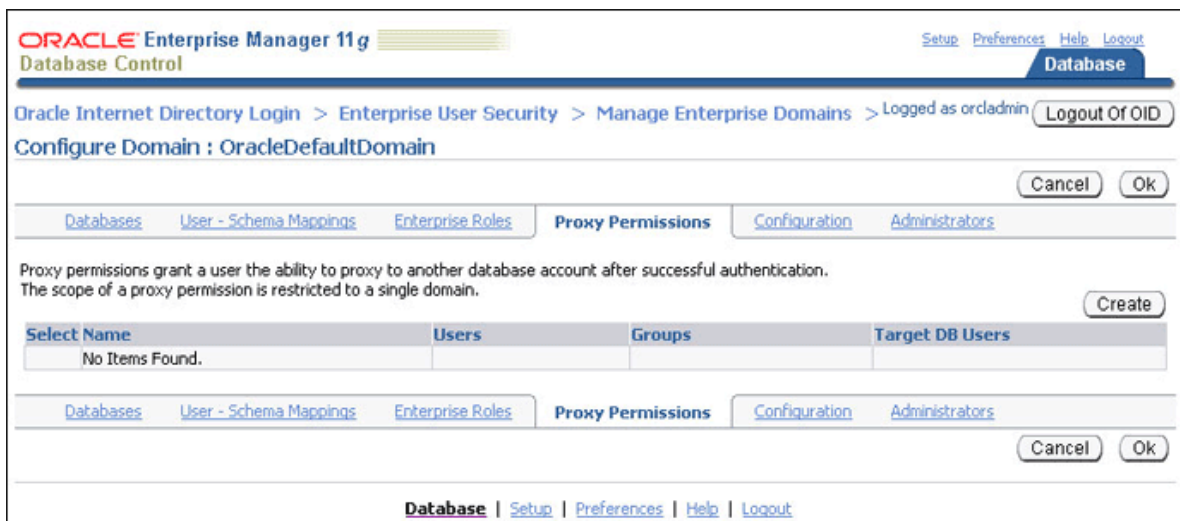 ORACLE Enterprise Manager 11g
Database Control
Setup Preferences Help Logout
Database
Oracle Internet Directory Login > Enterprise User Security > Manage Enterprise Domains > Logged as orcladmin Logout Of OID
Configure Domain : OracleDefaultDomain
Cancel Ok
Databases User - Schema Mappings Enterprise Roles Proxy Permissions Configuration Administrators
Proxy permissions grant a user the ability to proxy to another database account after successful authentication.
The scope of a proxy permission is restricted to a single domain.
Create
Select Name Users Groups Target DB Users
No Items Found.
Databases User - Schema Mappings Enterprise Roles Proxy Permissions Configuration Administrators
Cancel Ok
Database | Setup | Preferences | Help | Logout